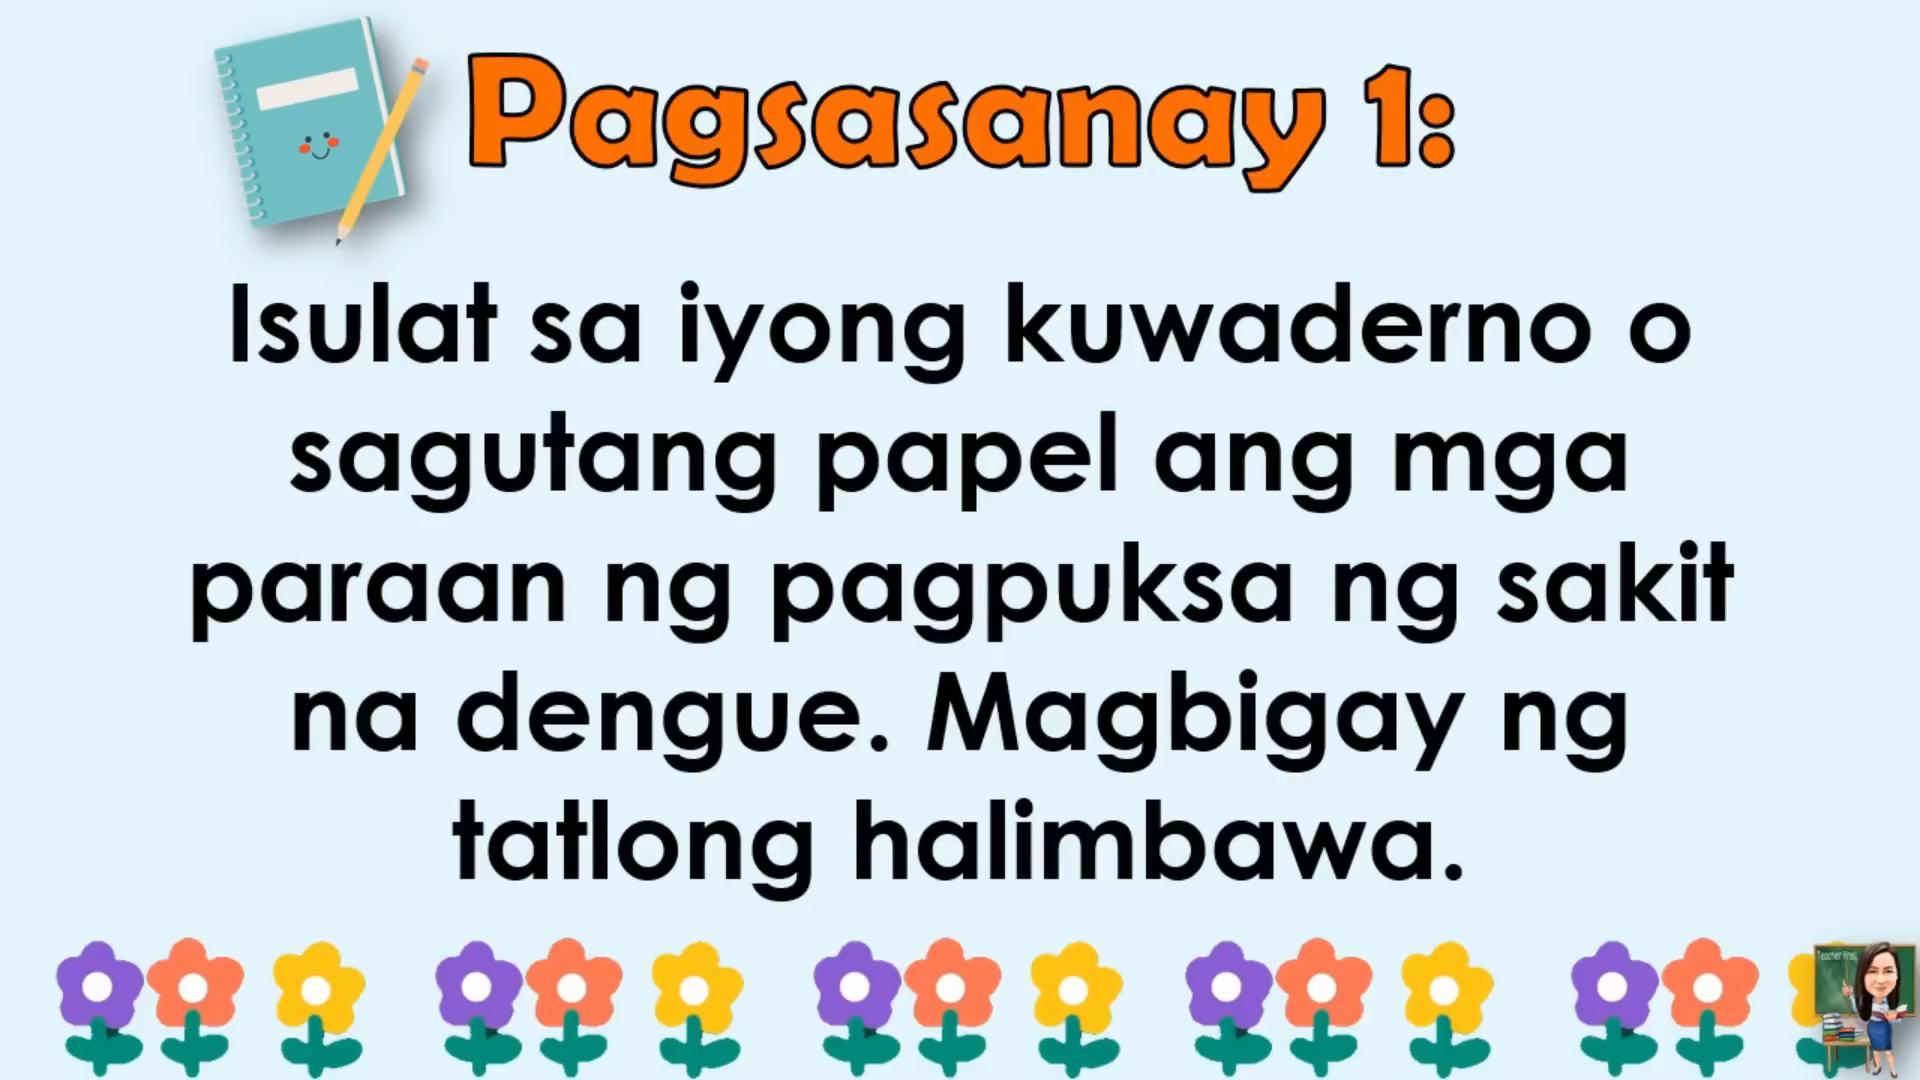 Pagsasanay 1:
Isulat sa iyong kuwaderno o
sagutang papel ang mga
paraan ng pagpuksa ng sakit
na dengue. Magbigay ng
tatlong halimbawa.